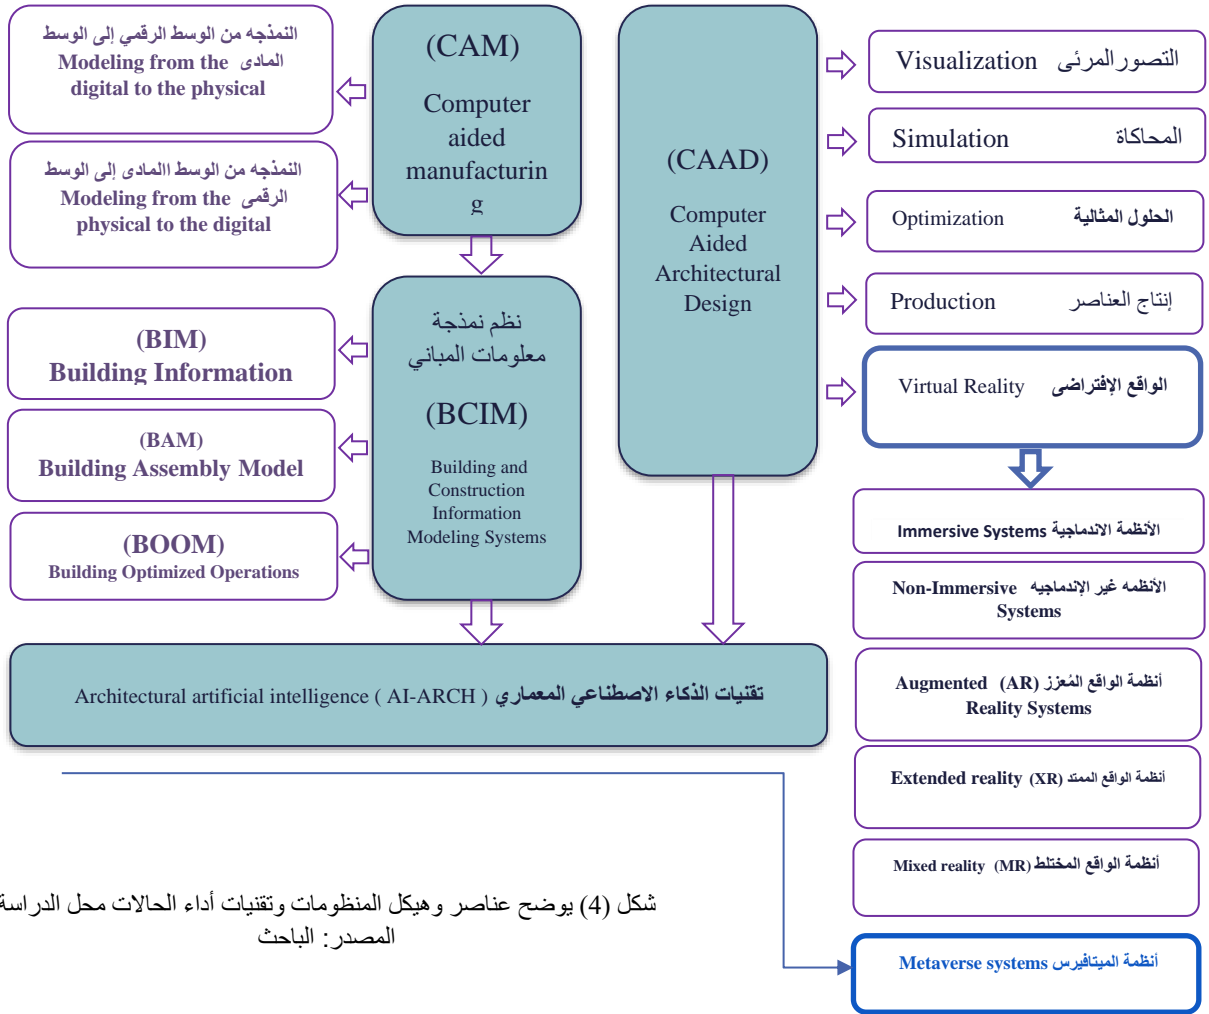 النمذجه من الوسط الرقمي إلى الوسط
المادى Modeling from the
digital to the physical
النمذجه من الوسط االمادى إلى الوسط
الرقمى Modeling from the
physical to the digital
(CAM)
Computer
aided
manufacturin
g
(CAAD)
Computer
Aided
Architectural
Design
Visualization التصور المرئى
Simulation المحاكاة
Optimization الحلول المثالية
Production إنتاج العناصر
Virtual Reality الواقع الإفتراضى
(BIM)
Building Information
(BAM)
Building Assembly Model
(BOOM)
Building Optimized Operations
نظم نمذجة
معلومات المباني
(BCIM)
Building and
Construction
Information
Modeling Systems
الأنظمة الاندماجية Immersive Systems
الأنظمه غير الإندماجيه Non-Immersive
Systems
أنظمة الواقع المُعزز (AR) Augmented
Reality Systems
أنظمة الواقع الممتد (XR) Extended reality
أنظمة الواقع المختلط (MR) Mixed reality
أنظمة الميتافيرس Metaverse systems
تقنيات الذكاء الاصطناعي المعماري ( AI-ARCH ) Architectural artificial intelligence
شكل (4) يوضح عناصر وهيكل المنظومات وتقنيات أداء الحالات محل الدراسة
المصدر: الباحث